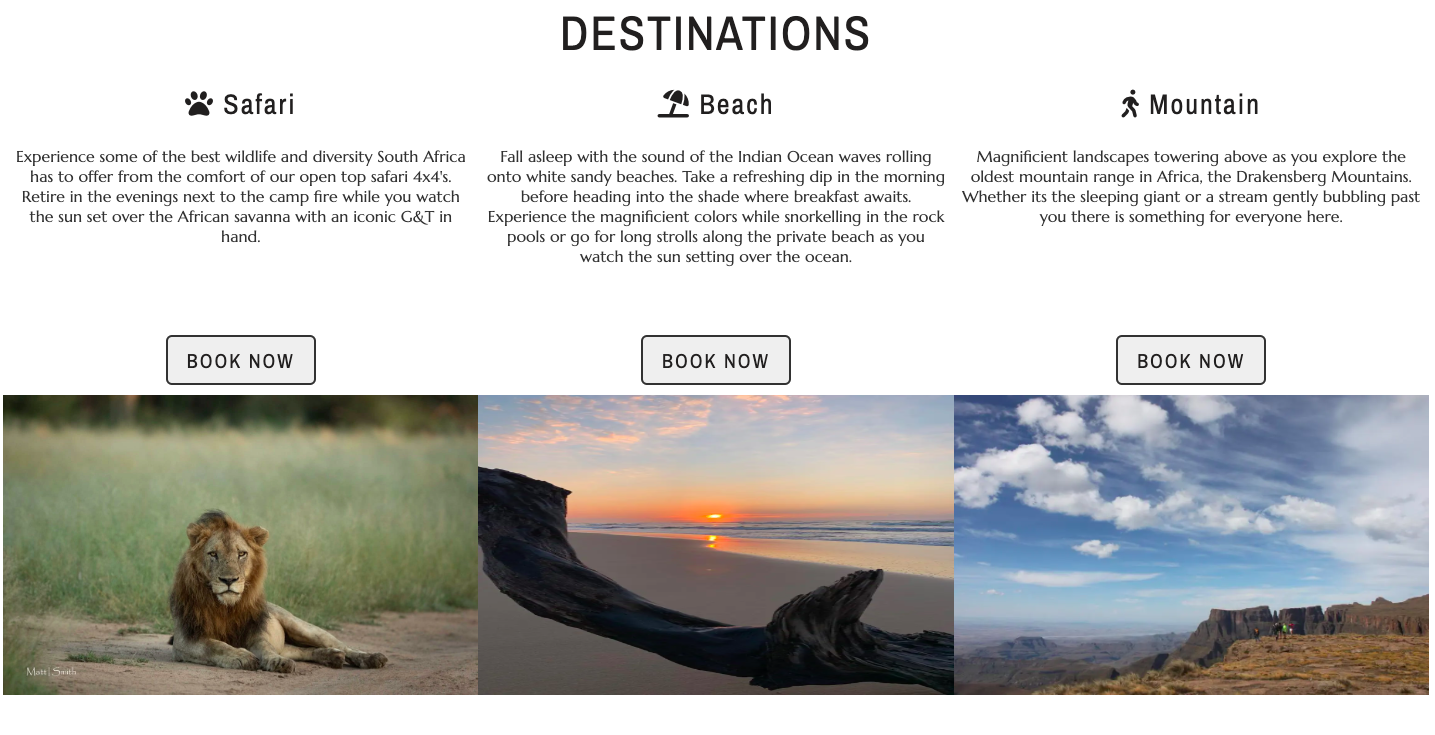 DESTINATIONS
Safari
Experience some of the best wildlife and diversity South Africa
has to offer from the comfort of our open top safari 4x4's.
Retire in the evenings next to the camp fire while you watch
the sun set over the African savanna with an iconic G&T in
hand.
BOOK NOW
Beach
Fall asleep with the sound of the Indian Ocean waves rolling
onto white sandy beaches. Take a refreshing dip in the morning
before heading into the shade where breakfast awaits.
Experience the magnificient colors while snorkelling in the rock
pools or go for long strolls along the private beach as you
watch the sun setting over the ocean.
BOOK NOW
Mountain
Magnificient landscapes towering above as you explore the
oldest mountain range in Africa, the Drakensberg Mountains.
Whether its the sleeping giant or a stream gently bubbling past
you there is something for everyone here.
BOOK NOW
Matt|Smith